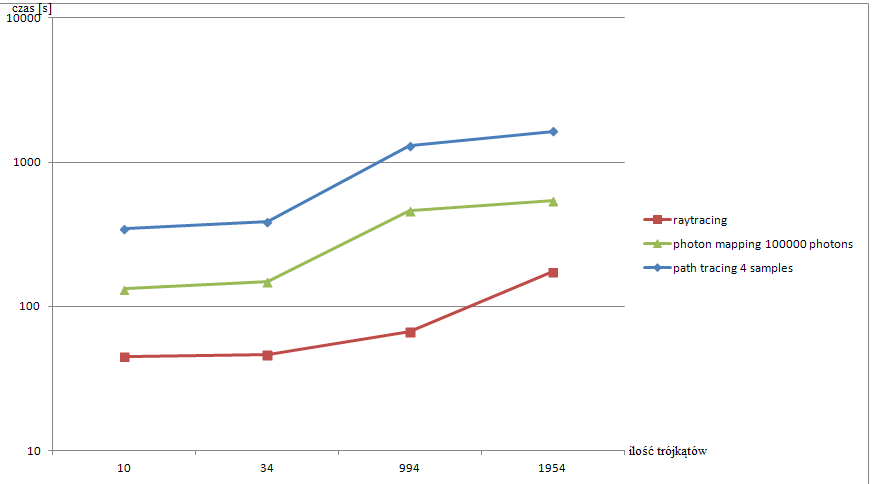 czas [s]
10000
1000
100
10
10 34 994 1954
ilość trójkątów
raytracing
photon mapping 100000 photons
path tracing 4 samples